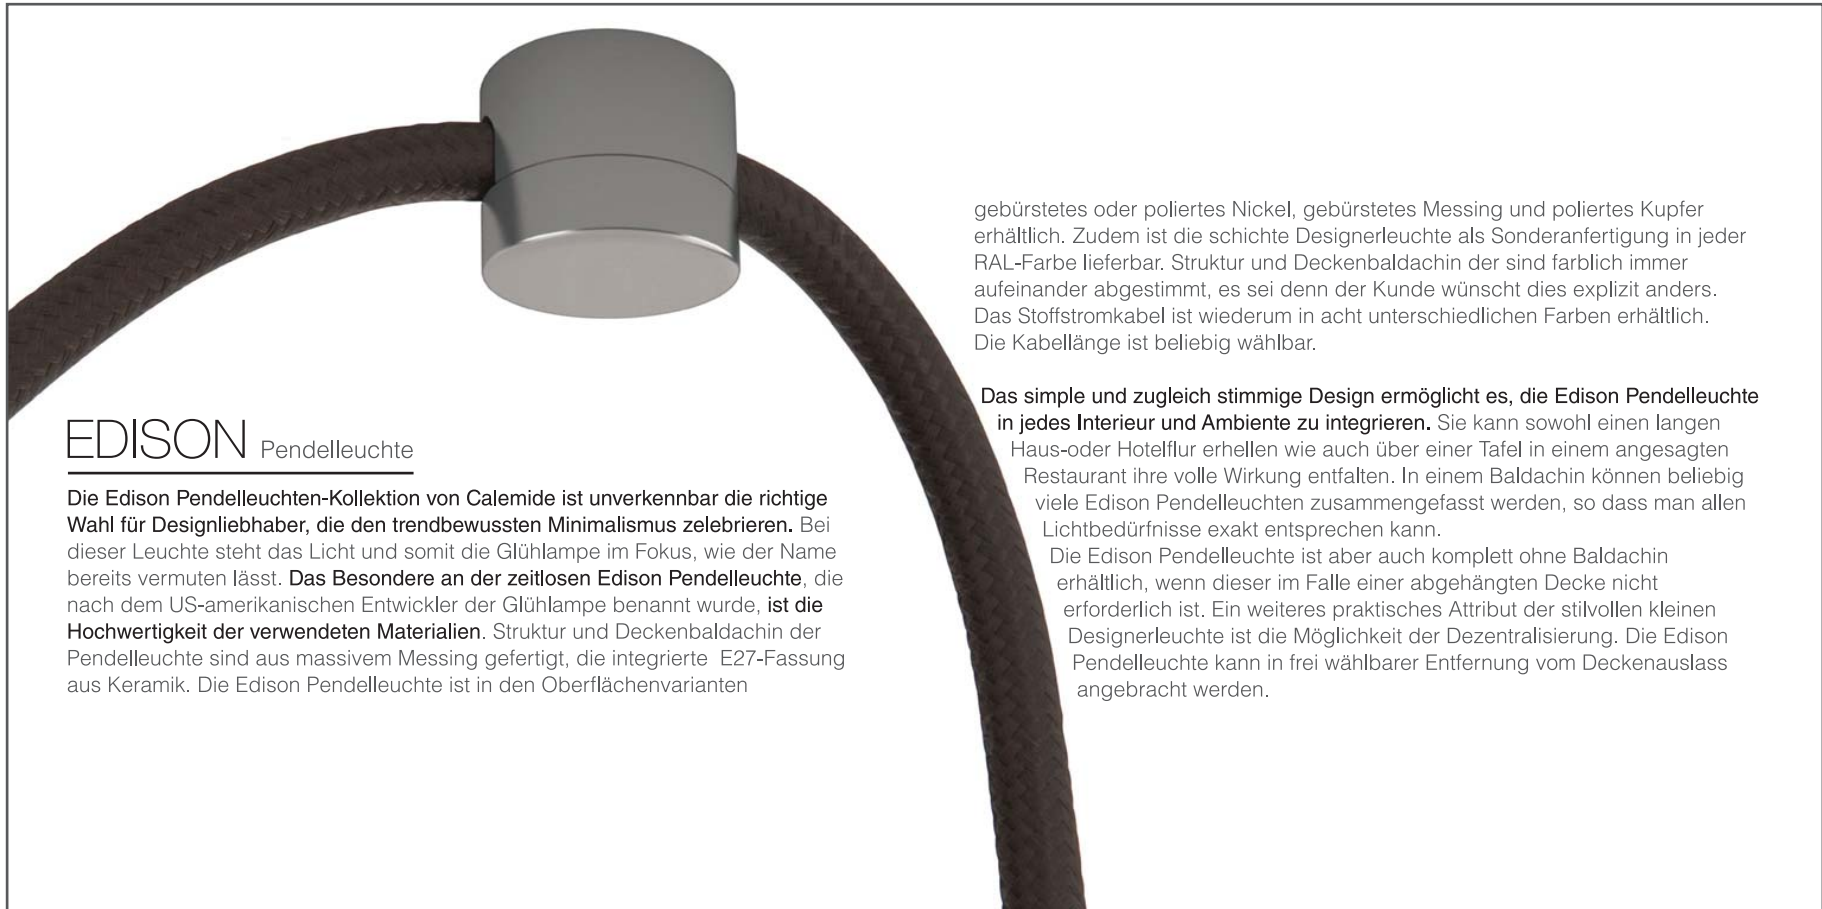 EDISON Pendelleuchte
Die Edison Pendelleuchten-Kollektion von Calemide ist unverkennbar die richtige
Wahl für Designliebhaber, die den trendbewussten Minimalismus zelebrieren. Bei
dieser Leuchte steht das Licht und somit die Glühlampe im Fokus, wie der Name
bereits vermuten lässt. Das Besondere an der zeitlosen Edison Pendelleuchte, die
nach dem US-amerikanischen Entwickler der Glühlampe benannt wurde, ist die
Hochwertigkeit der verwendeten Materialien. Struktur und Deckenbaldachin der
Pendelleuchte sind aus massivem Messing gefertigt, die integrierte  E27-Fassung
aus Keramik. Die Edison Pendelleuchte ist in den Oberflächenvarianten
gebürstetes oder poliertes Nickel, gebürstetes Messing und poliertes Kupfer
erhältlich. Zudem ist die schichte Designerleuchte als Sonderanfertigung in jeder
RAL-Farbe lieferbar. Struktur und Deckenbaldachin der sind farblich immer
aufeinander abgestimmt, es sei denn der Kunde wünscht dies explizit anders.
Das Stoffstromkabel ist wiederum in acht unterschiedlichen Farben erhältlich.
Die Kabellänge ist beliebig wählbar.
Das simple und zugleich stimmige Design ermöglicht es, die Edison Pendelleuchte
in jedes Interieur und Ambiente zu integrieren. Sie kann sowohl einen langen
Haus-oder Hotelflur erhellen wie auch über einer Tafel in einem angesagten
Restaurant ihre volle Wirkung entfalten. In einem Baldachin können beliebig
viele Edison Pendelleuchten zusammengefasst werden, so dass man allen
Lichtbedürfnisse exakt entsprechen kann.
Die Edison Pendelleuchte ist aber auch komplett ohne Baldachin
erhältlich, wenn dieser im Falle einer abgehängten Decke nicht
erforderlich ist. Ein weiteres praktisches Attribut der stilvollen kleinen
Designerleuchte ist die Möglichkeit der Dezentralisierung. Die Edison
Pendelleuchte kann in frei wählbarer Entfernung vom Deckenauslass
angebracht werden.